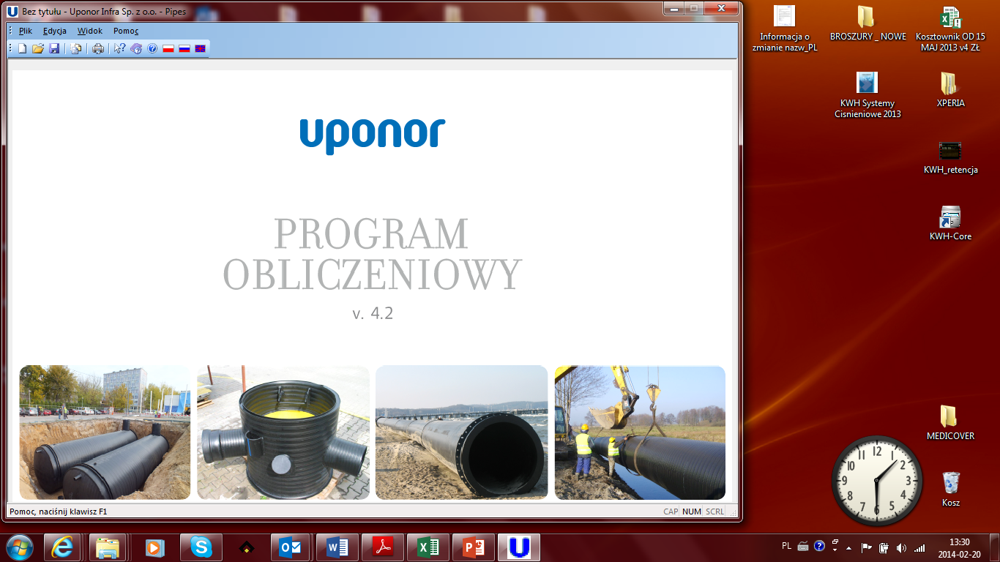 Bez tytułu - Uponor Infra Sp. z o.o. - Pipes
Plik Edycja Widok Pomoc
uponor
PROGRAM
OBLICZENIOWY
v. 4.2
Pomoc, naciśnij klawisz F1
CAP NUM SCRL
Informacja o
zmianie nazw_PL
BROSZURY _ NOWE
Kosztownik OD 15
MAJ 2013 v4 ZŁ
KWH Systemy
Cisnieniowe 2013
XPERIA
KWH_retencja
KWH-Core
MEDICOVER
12
1
2
3
4
5
6
7
8
9
10
11
Kosz
PL
13:30
2014-02-20